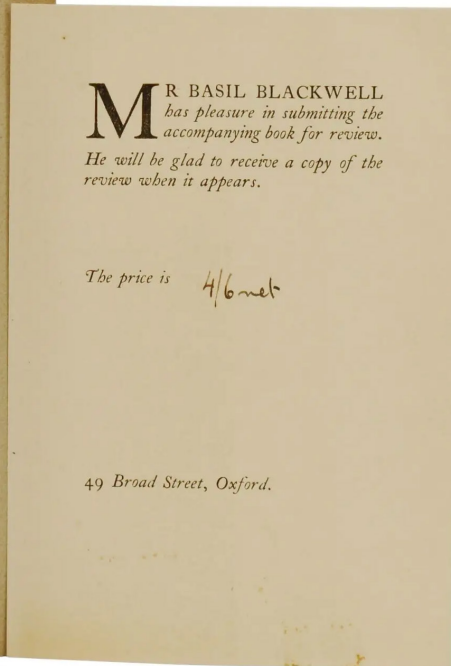 MR BASIL BLACKWELL
has pleasure in submitting the
accompanying book for review.
He will be glad to receive a copy of the
review when it appears.
The price is 4/6 net
49 Broad Street, Oxford.